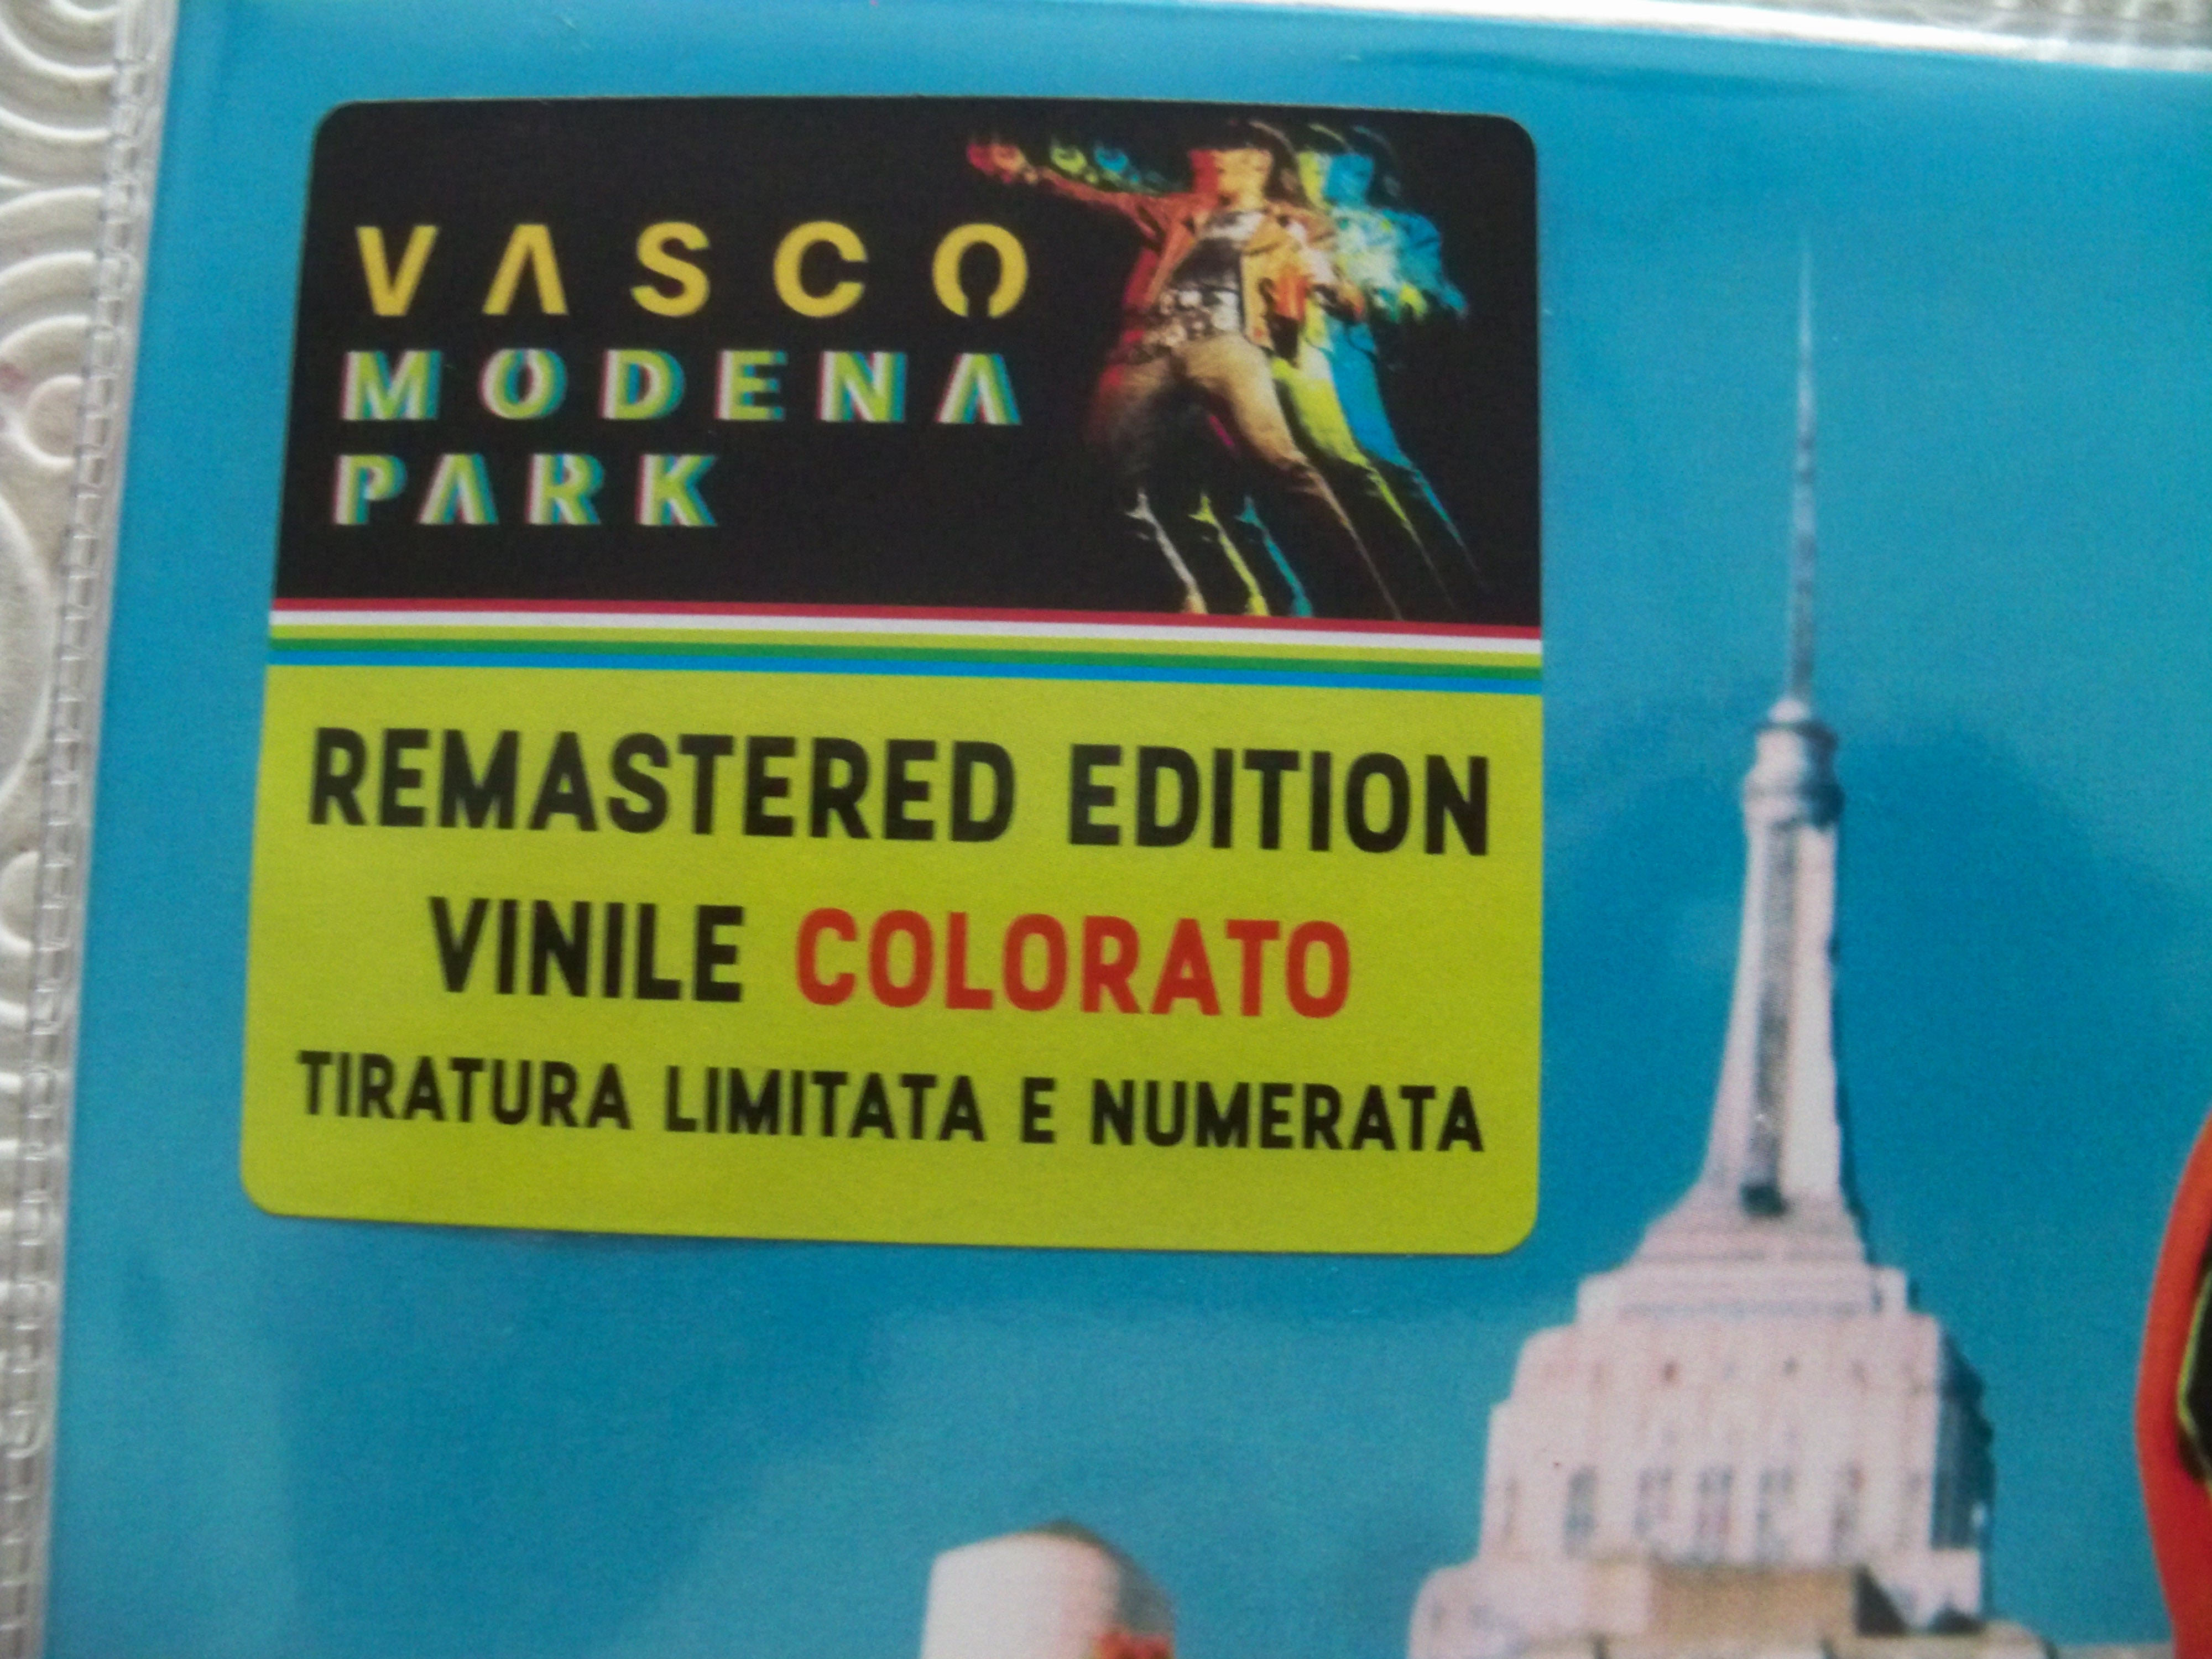 VASCO
MODENA
PARK
REMASTERED EDITION
VINILE COLORATO
TIRATURA LIMITATA E NUMERATA